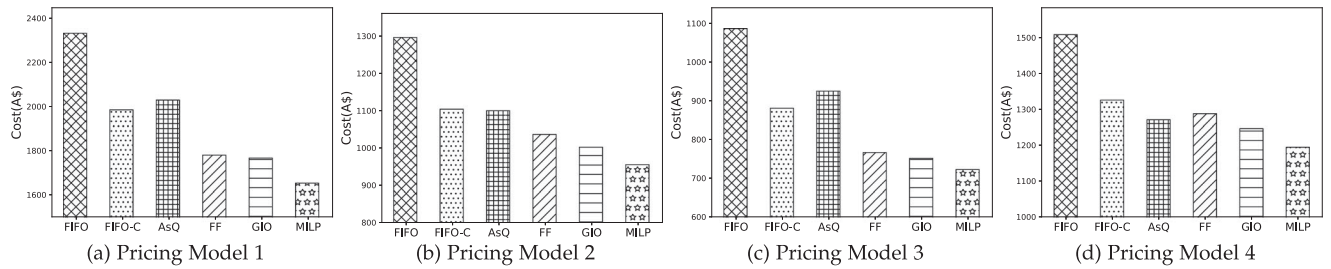 2400
2200
2000
1800
1600
Cost(A$)
FIFO FIFO-C AsQ FF GIO MILP
(a) Pricing Model 1
1300
1200
1100
1000
900
800
Cost(A$)
FIFO FIFO-C AsQ FF GIO MILP
(b) Pricing Model 2
1100
1000
900
800
700
600
Cost(A$)
FIFO FIFO-C AsQ FF GIO MILP
(c) Pricing Model 3
1500
1400
1300
1200
1100
1000
Cost(A$)
FIFO FIFO-C AsQ FF GIO MILP
(d) Pricing Model 4